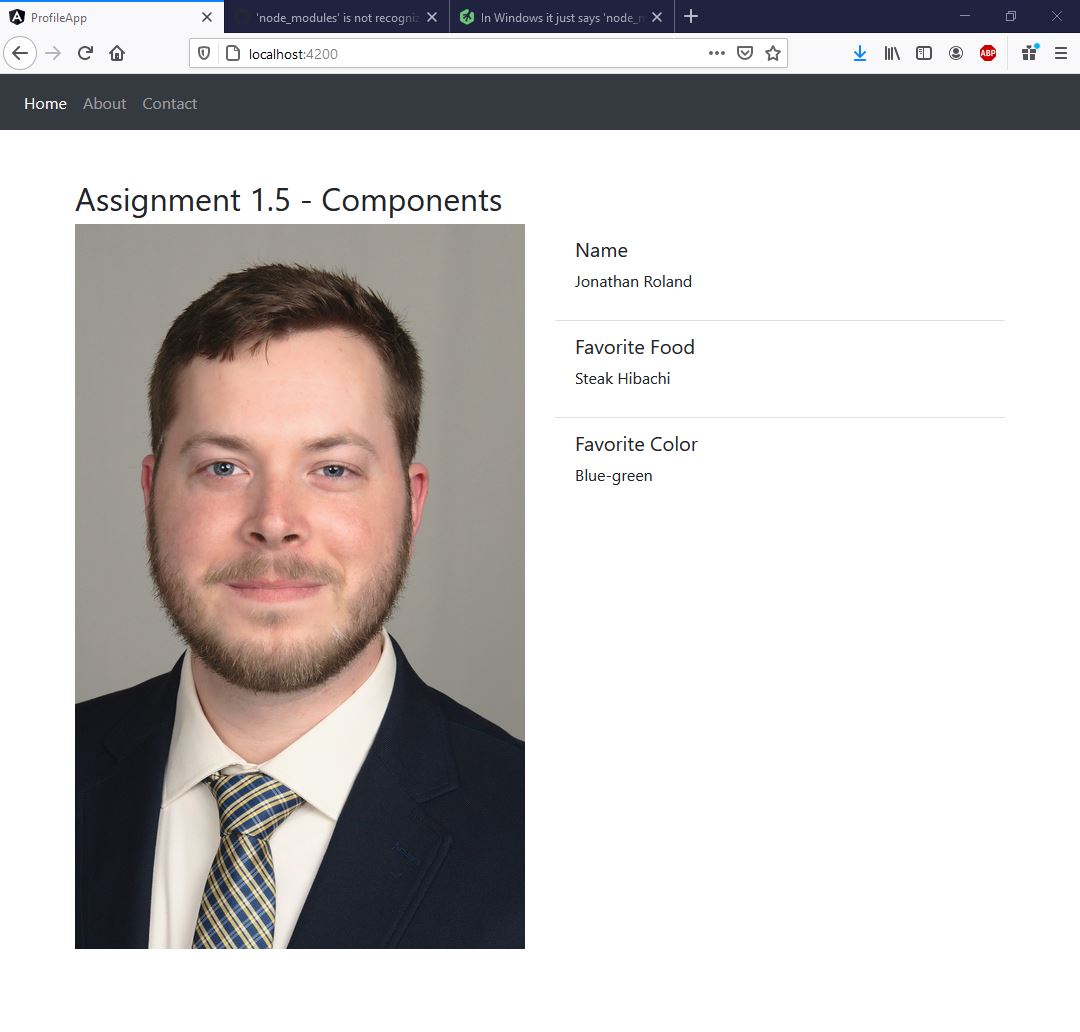 ProfileApp
'node_modules' is not recogniz
In Windows it just says 'node_n
localhost:4200
ABP
Home About Contact
Assignment 1.5 - Components
Name
Jonathan Roland
Favorite Food
Steak Hibachi
Favorite Color
Blue-green